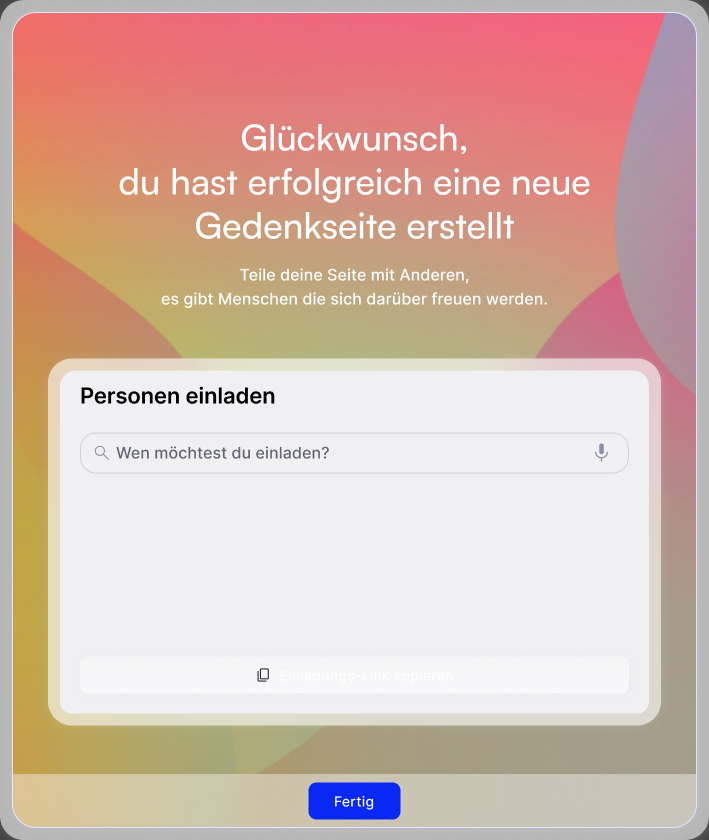 Glückwunsch,
du hast erfolgreich eine neue
Gedenkseite erstellt
Teile deine Seite mit Anderen,
es gibt Menschen die sich darüber freuen werden.
Personen einladen
Wen möchtest du einladen?
Einladungs-Link kopieren
Fertig